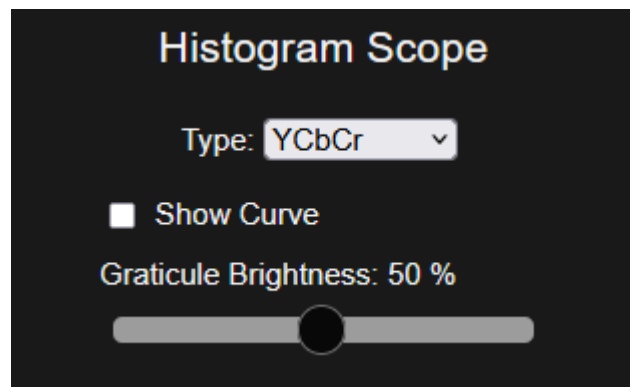 Histogram Scope
Type: YCbCr
Show Curve
Graticule Brightness: 50 %